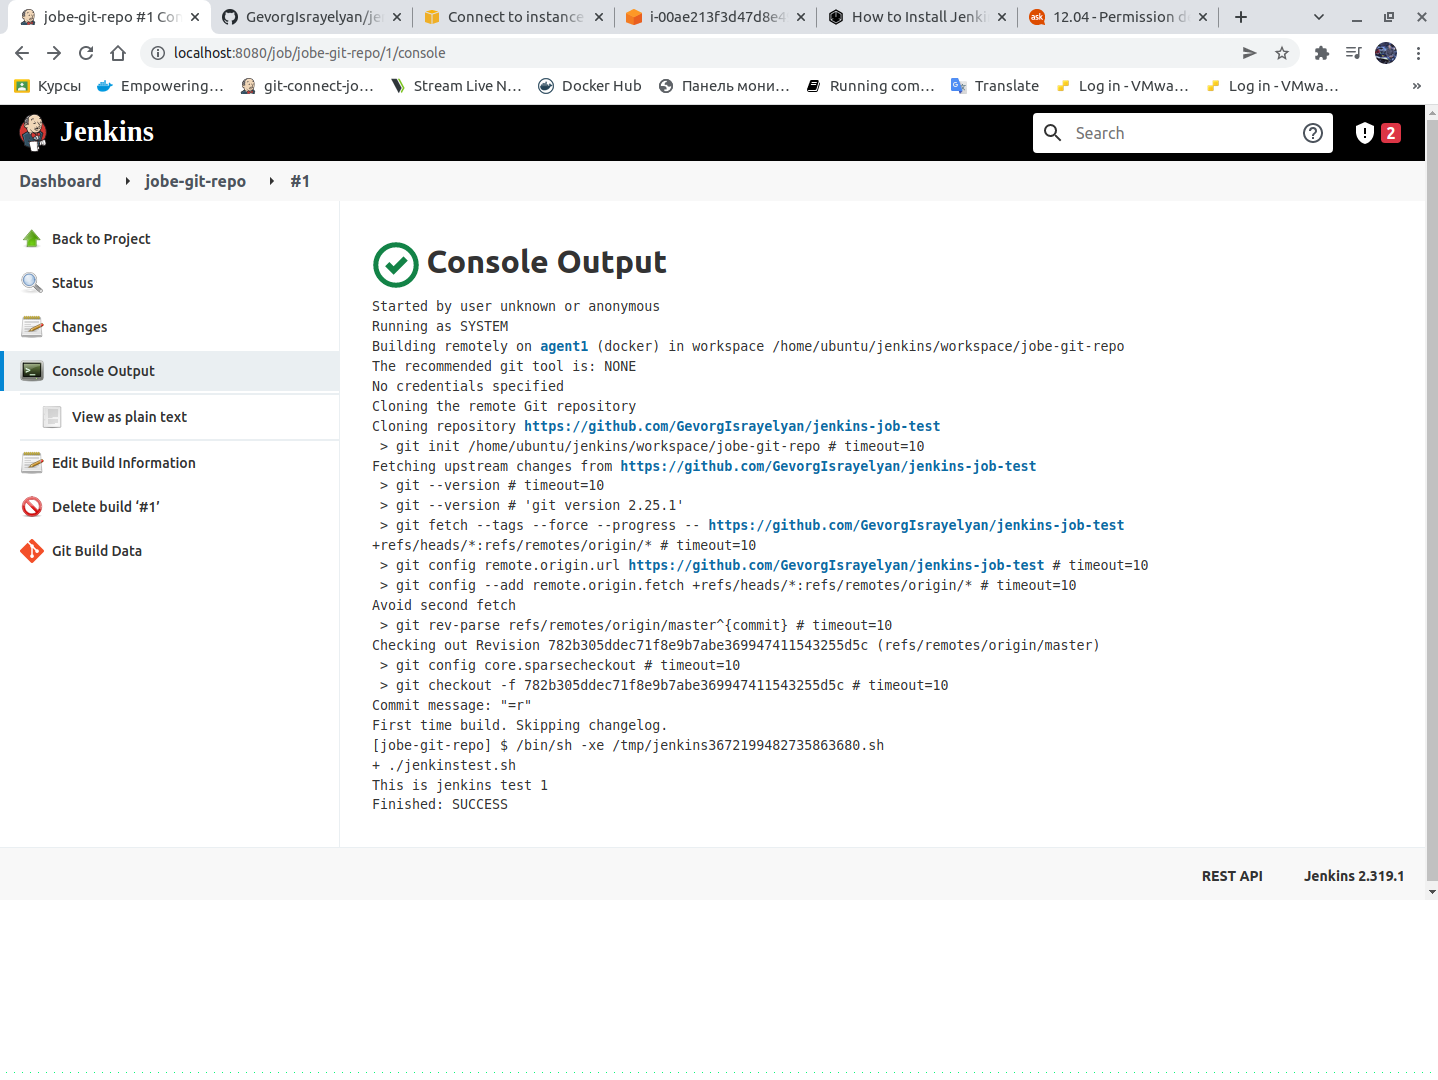 jobe-git-repo #1 Con
GevorgIsrayelyan/je
Connect to instance
i-00ae213f3d47d8e4
How to Install Jenki
ask 12.04 - Permission d
localhost:8080/job/jobe-git-repo/1/console
Курсы
Empowering...
git-connect-jo...
Stream Live N...
Docker Hub
Панель мони...
Running com...
Translate
Log in - VMwa...
Log in - VMwa...
»
Jenkins
Search
2
Dashboard
jobe-git-repo
#1
Back to Project
Status
Changes
Console Output
View as plain text
Edit Build Information
Delete build ‘#1’
Git Build Data
Console Output
Started by user unknown or anonymous
Running as SYSTEM
Building remotely on agent1 (docker) in workspace /home/ubuntu/jenkins/workspace/jobe-git-repo
The recommended git tool is: NONE
No credentials specified
Cloning the remote Git repository
Cloning repository https://github.com/GevorgIsrayelyan/jenkins-job-test
> git init /home/ubuntu/jenkins/workspace/jobe-git-repo # timeout=10
Fetching upstream changes from https://github.com/GevorgIsrayelyan/jenkins-job-test
> git --version # timeout=10
> git --version # 'git version 2.25.1'
> git fetch --tags --force --progress -- https://github.com/GevorgIsrayelyan/jenkins-job-test
+refs/heads/*:refs/remotes/origin/* # timeout=10
> git config remote.origin.url https://github.com/GevorgIsrayelyan/jenkins-job-test # timeout=10
> git config --add remote.origin.fetch +refs/heads/*:refs/remotes/origin/* # timeout=10
Avoid second fetch
> git rev-parse refs/remotes/origin/master^{commit} # timeout=10
Checking out Revision 782b305ddec71f8e9b7abe369947411543255d5c (refs/remotes/origin/master)
> git config core.sparsecheckout # timeout=10
> git checkout -f 782b305ddec71f8e9b7abe369947411543255d5c # timeout=10
Commit message: "=r"
First time build. Skipping changelog.
[jobe-git-repo] $ /bin/sh -xe /tmp/jenkins3672199482735863680.sh
+ ./jenkinstest.sh
This is jenkins test 1
Finished: SUCCESS
REST API
Jenkins 2.319.1